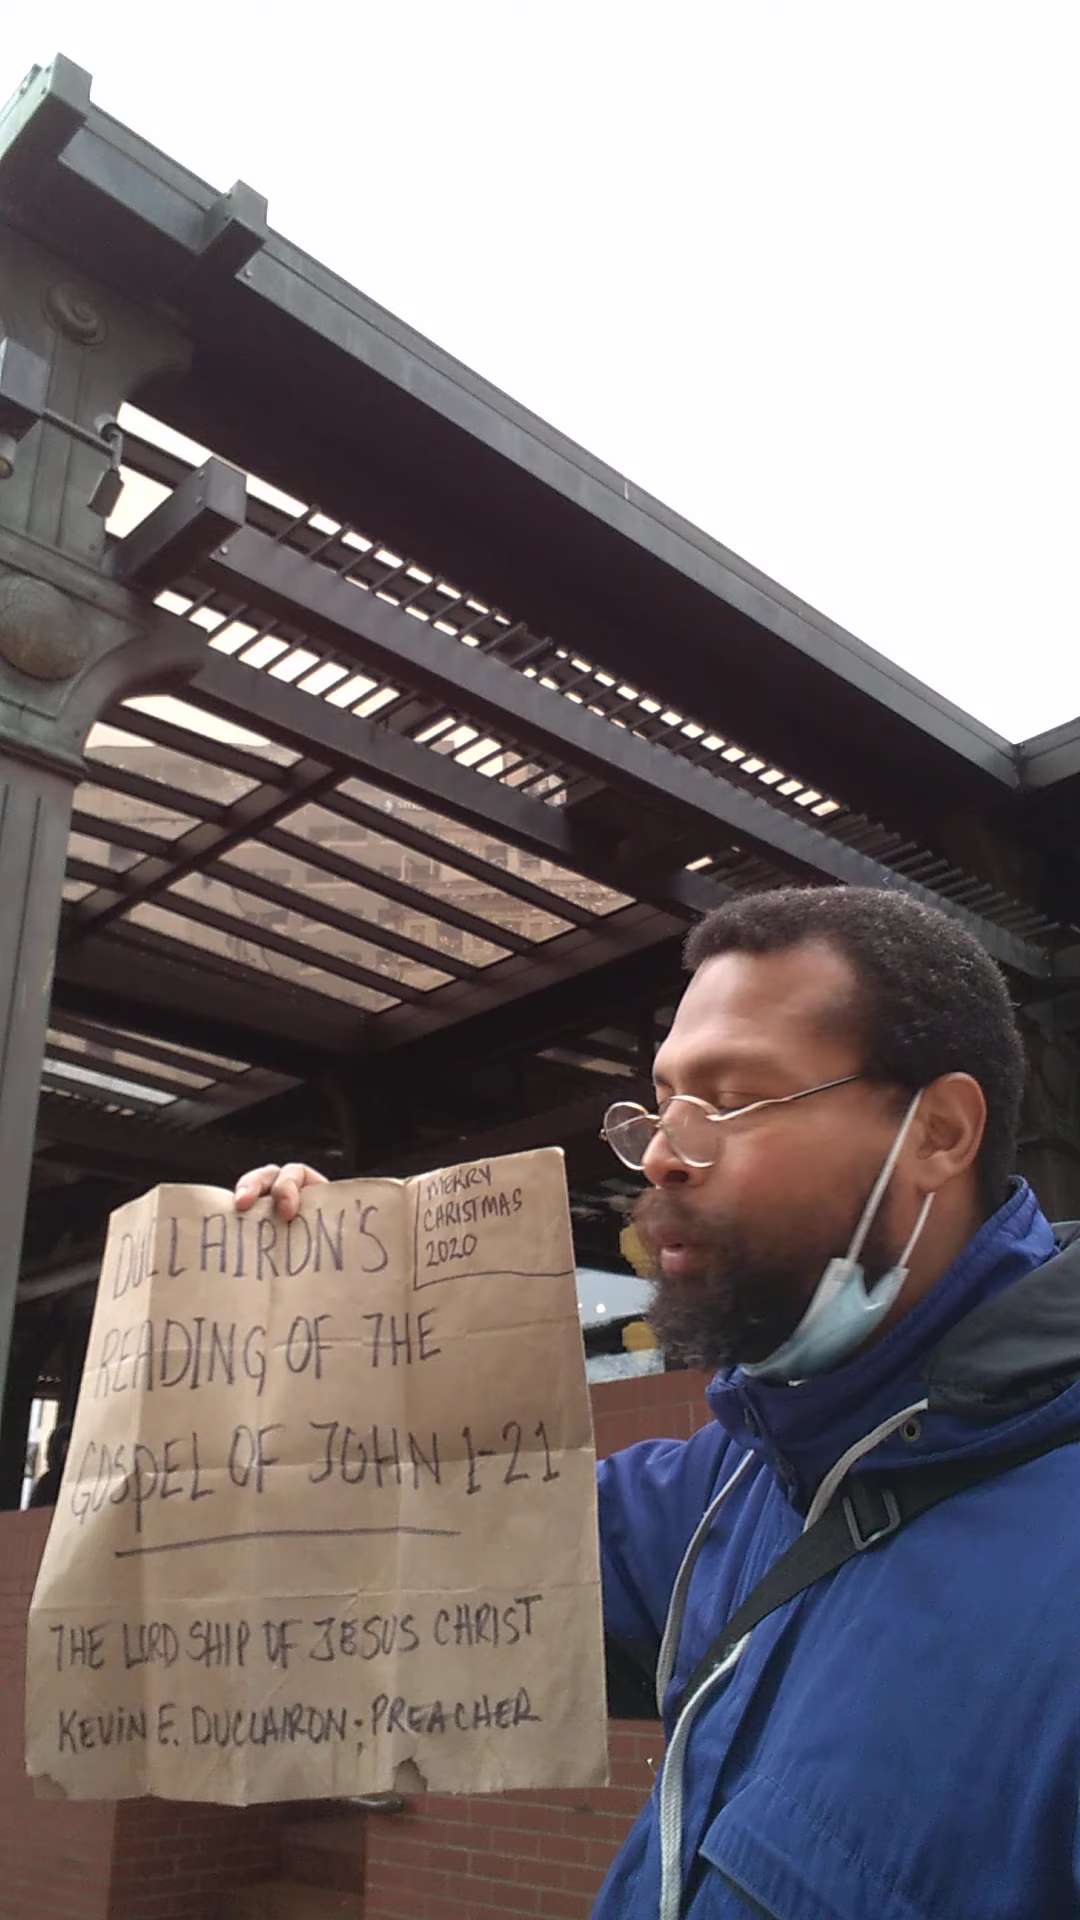 DUCLAIRON'S
MERRY
CHRISTMAS
2020
READING OF THE
GOSPEL OF JOHN 1-21
THE LORD SHIP OF JESUS CHRIST
KEVIN E. DUCLAIRON; PREACHER